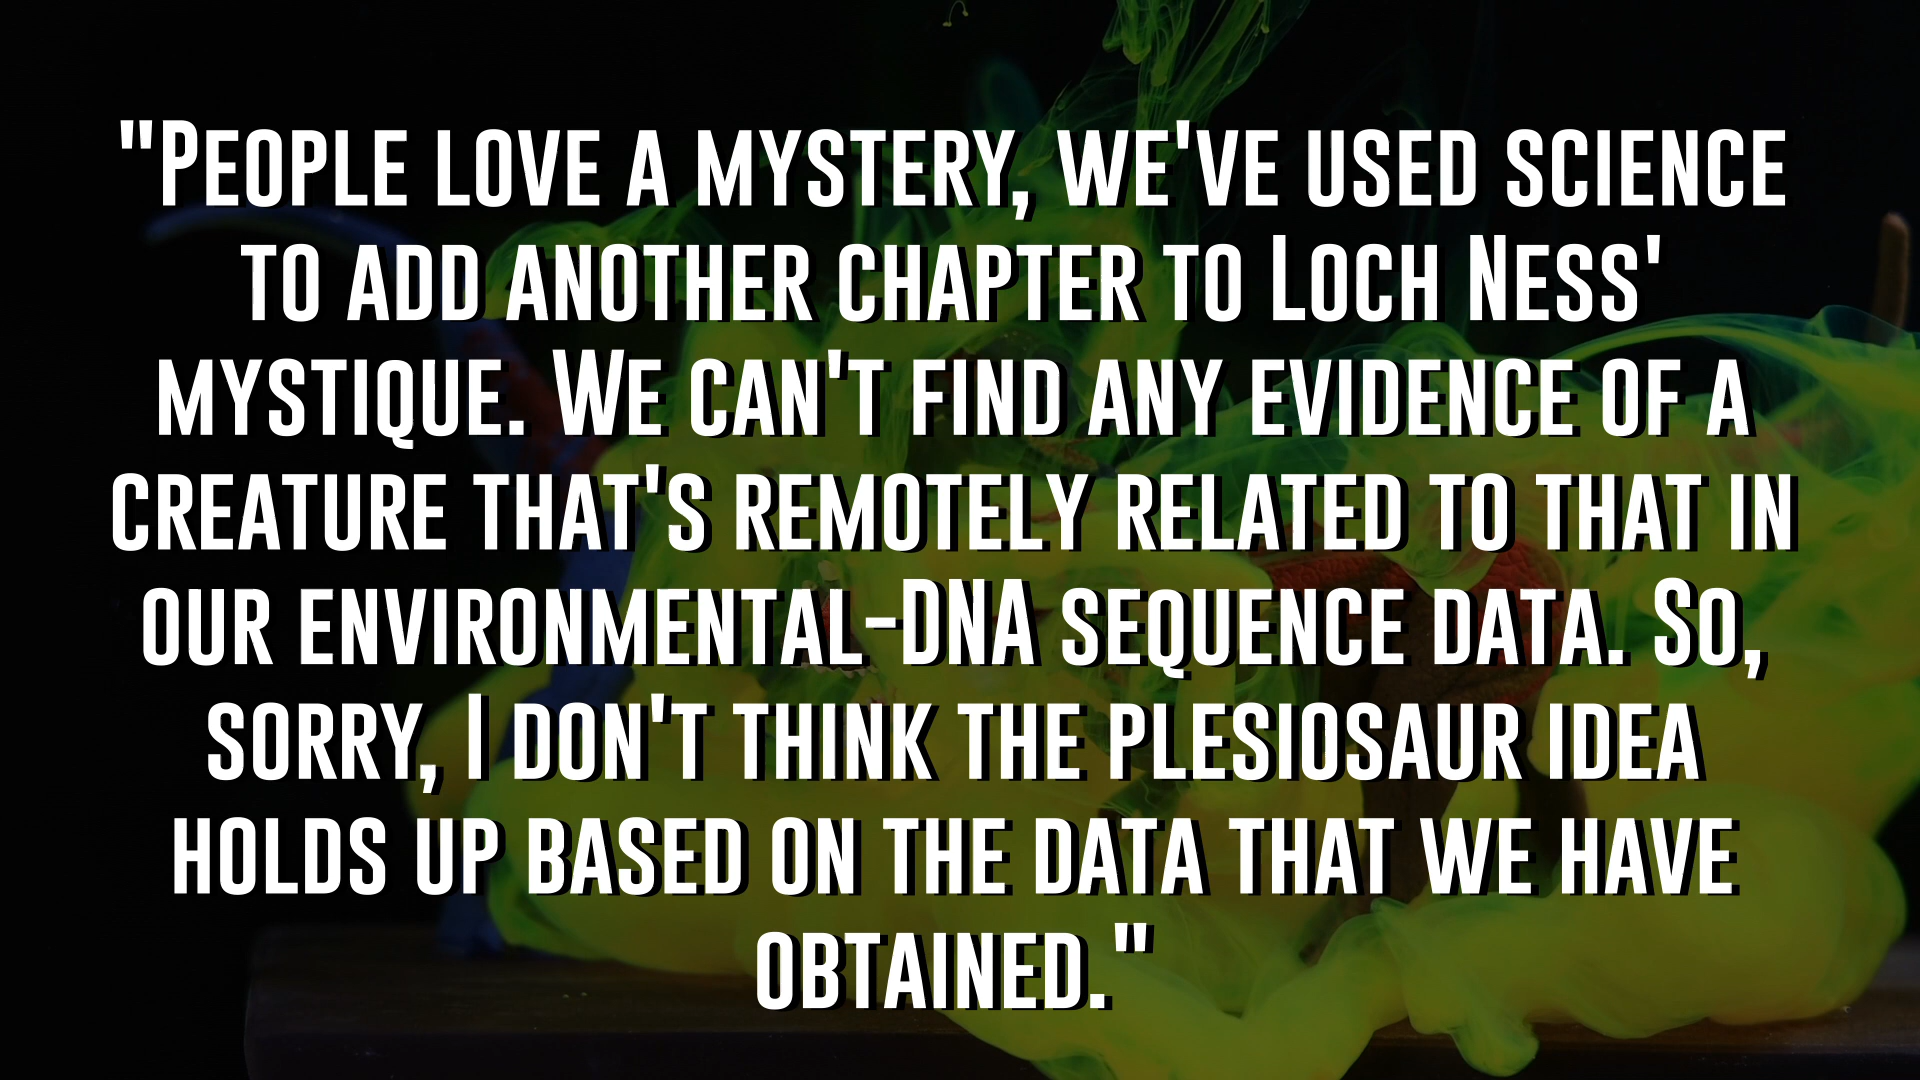 "People love a mystery, we've used science
to add another chapter to Loch Ness'
mystique. We can't find any evidence of a
creature that's remotely related to that in
our environmental-DNA sequence data. So,
sorry, I don't think the plesiosaur idea
holds up based on the data that we have
obtained."